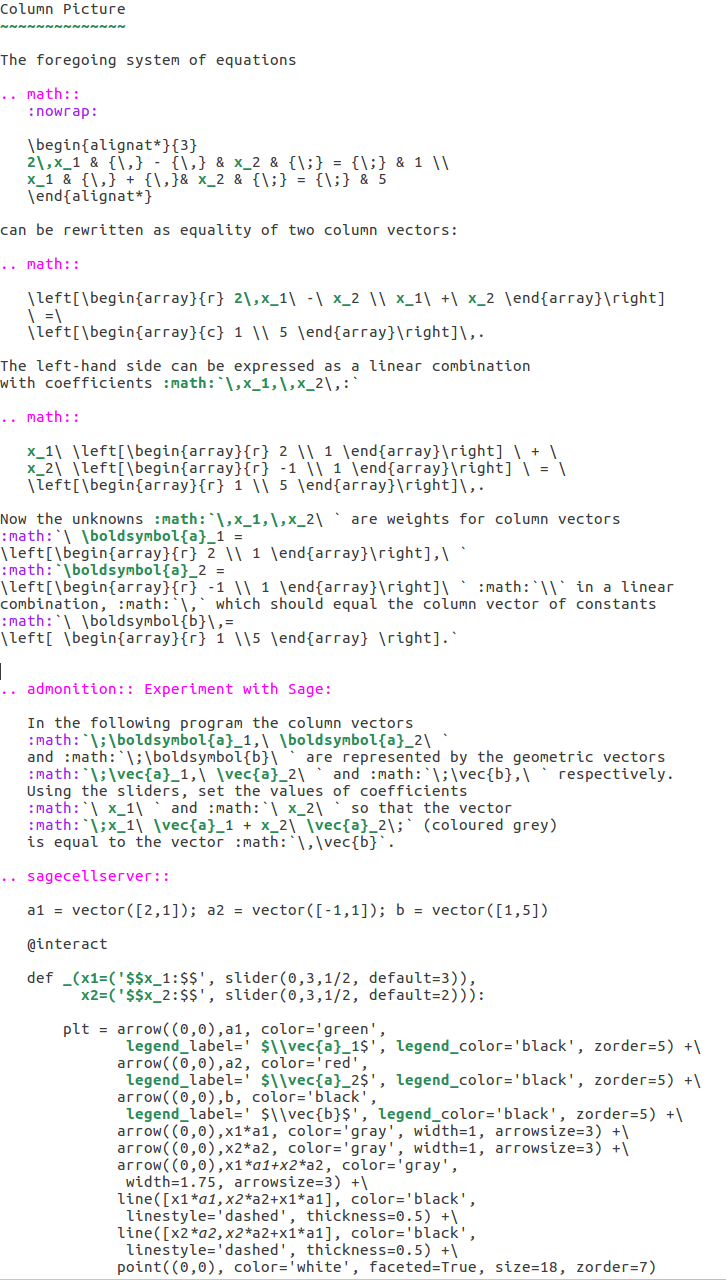 Column Picture
~~~~~~~~~~~~~~
The foregoing system of equations
.. math::
   :nowrap:
   \begin{alignat*}{3}
   2\,x_1 & {\,} - {\,} & x_2 & {\;} = {\;} & 1 \\
   x_1 & {\,} + {\,}& x_2 & {\;} = {\;} & 5
   \end{alignat*}
can be rewritten as equality of two column vectors:
.. math::
   \left[\begin{array}{r} 2\,x_1\ -\ x_2 \\ x_1\ +\ x_2 \end{array}\right]
   \ =\
   \left[\begin{array}{c} 1 \\ 5 \end{array}\right]\,.
The left-hand side can be expressed as a linear combination
with coefficients :math:`\,x_1,\,x_2\,:`
.. math::
   x_1\ \left[\begin{array}{r} 2 \\ 1 \end{array}\right] \ + \
   x_2\ \left[\begin{array}{r} -1 \\ 1 \end{array}\right] \ = \
   \left[\begin{array}{r} 1 \\ 5 \end{array}\right]\,.
Now the unknowns :math:`\,x_1,\,x_2\ ` are weights for column vectors
:math:`\ \boldsymbol{a}_1 =
\left[\begin{array}{r} 2 \\ 1 \end{array}\right],\ `
:math:`\boldsymbol{a}_2 =
\left[\begin{array}{r} -1 \\ 1 \end{array}\right]\ ` :math:`\\` in a linear
combination, :math:`\,` which should equal the column vector of constants
:math:`\ \boldsymbol{b}\,=
\left[ \begin{array}{r} 1 \\5 \end{array} \right].`
.. admonition:: Experiment with Sage:
   In the following program the column vectors
   :math:`\;\boldsymbol{a}_1,\ \boldsymbol{a}_2\ `
   and :math:`\;\boldsymbol{b}\ ` are represented by the geometric vectors
   :math:`\;\vec{a}_1,\ \vec{a}_2\ ` and :math:`\;\vec{b},\ ` respectively.
   Using the sliders, set the values of coefficients
   :math:`\ x_1\ ` and :math:`\ x_2\ ` so that the vector
   :math:`\;x_1\ \vec{a}_1 + x_2\ \vec{a}_2\;` (coloured grey)
   is equal to the vector :math:`\,\vec{b}`.
.. sagecellserver::
   a1 = vector([2,1]); a2 = vector([-1,1]); b = vector([1,5])
   @interact
   def _(x1=('$$x_1:$$', slider(0,3,1/2, default=3)),
         x2=('$$x_2:$$', slider(0,3,1/2, default=2))):
       plt = arrow((0,0),a1, color='green',
              legend_label=' $\\vec{a}_1$', legend_color='black', zorder=5) +\
             arrow((0,0),a2, color='red',
              legend_label=' $\\vec{a}_2$', legend_color='black', zorder=5) +\
             arrow((0,0),b, color='black',
              legend_label=' $\\vec{b}$', legend_color='black', zorder=5) +\
             arrow((0,0),x1*a1, color='gray', width=1, arrowsize=3) +\
             arrow((0,0),x2*a2, color='gray', width=1, arrowsize=3) +\
             arrow((0,0),x1*a1+x2*a2, color='gray',
              width=1.75, arrowsize=3) +\
             line([x1*a1,x2*a2+x1*a1], color='black',
              linestyle='dashed', thickness=0.5) +\
             line([x2*a2,x2*a2+x1*a1], color='black',
              linestyle='dashed', thickness=0.5) +\
             point((0,0), color='white', faceted=True, size=18, zorder=7)